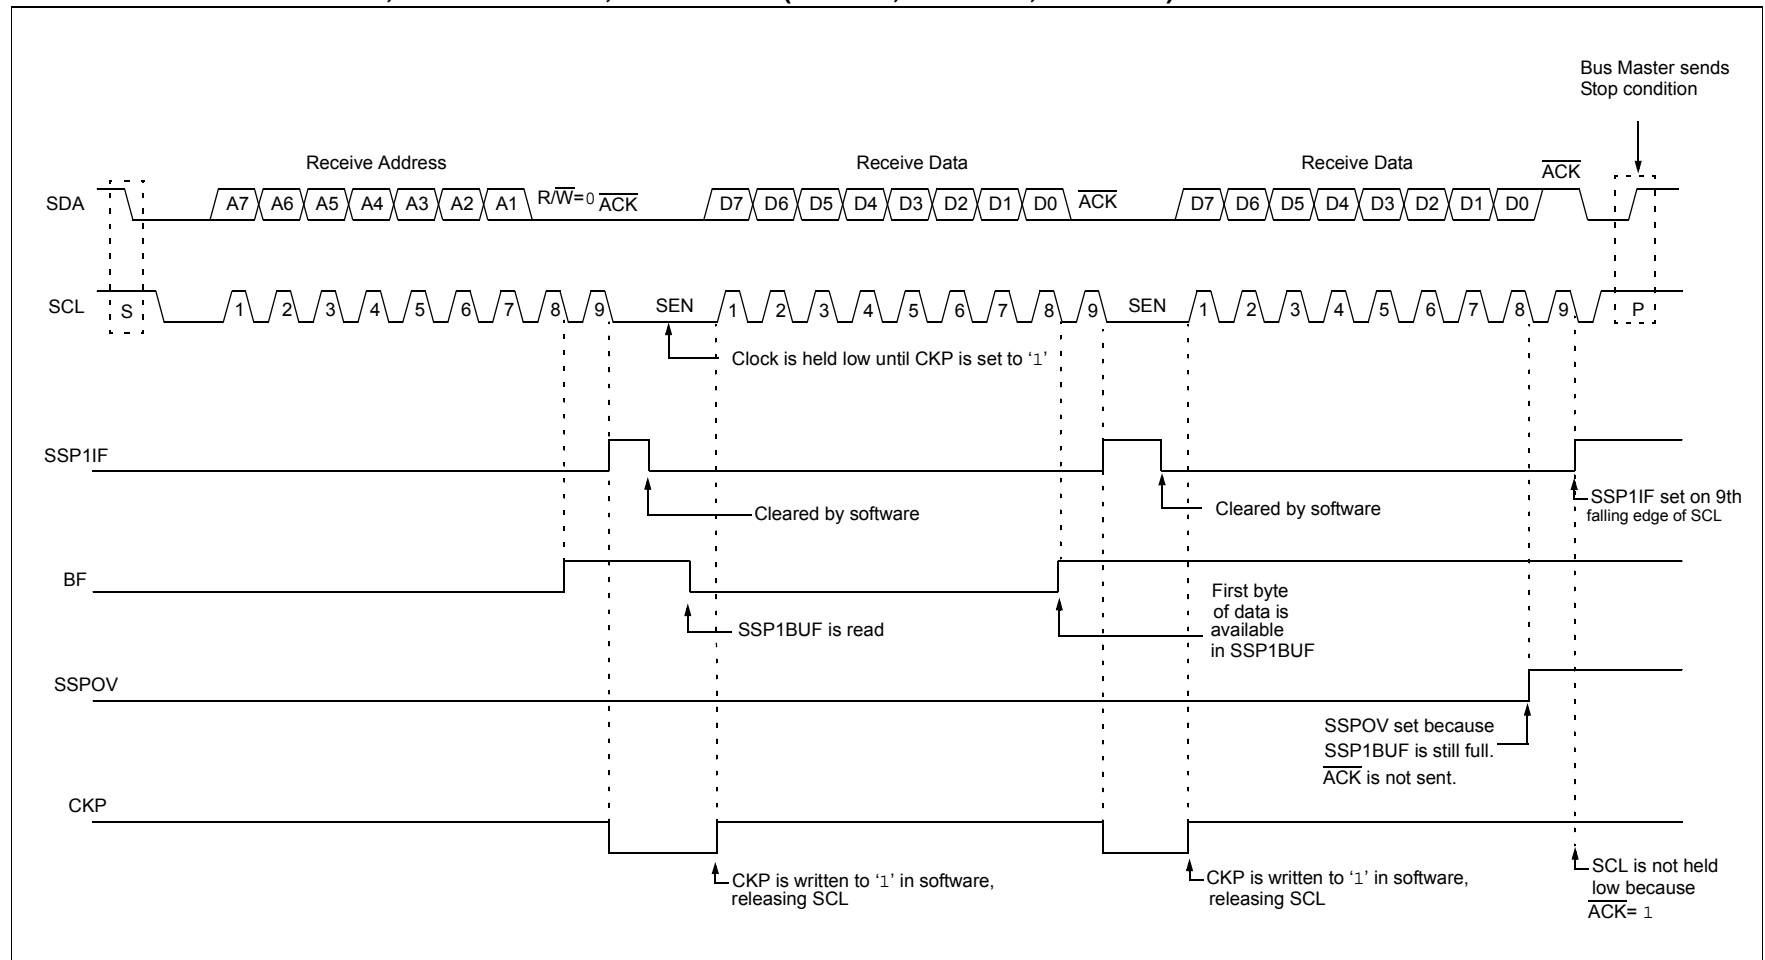 Bus Master sends
Stop condition
Receive Address
Receive Data
Receive Data
ACK
SDA
A7 A6 A5 A4 A3 A2 A1 R/W=0 ACK
D7 D6 D5 D4 D3 D2 D1 D0 ACK
D7 D6 D5 D4 D3 D2 D1 D0
SCL
S 1 2 3 4 5 6 7 8 9 SEN 1 2 3 4 5 6 7 8 9 SEN 1 2 3 4 5 6 7 8 9 P
Clock is held low until CKP is set to ‘1’
SSP1IF
Cleared by software
Cleared by software
SSP1IF set on 9th
falling edge of SCL
BF
SSP1BUF is read
First byte
of data is
available
in SSP1BUF
SSPOV
SSPOV set because
SSP1BUF is still full.
ACK is not sent.
CKP
CKP is written to ‘1’ in software,
releasing SCL
CKP is written to ‘1’ in software,
releasing SCL
SCL is not held
low because
ACK= 1